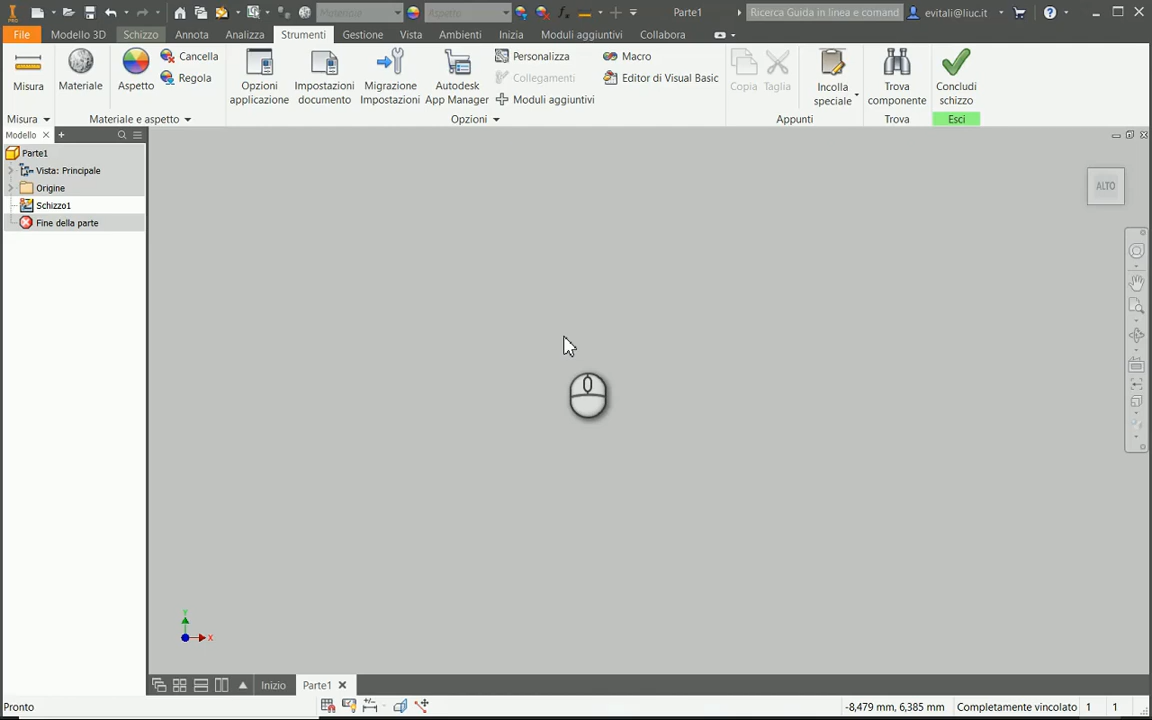 PRO
Materiale
Aspetto
fx
Parte1
Ricerca Guida in linea e comand
evitali@liuc.it
File
Modello 3D
Schizzo
Annota
Analizza
Strumenti
Gestione
Vista
Ambienti
Inizia
Moduli aggiuntivi
Collabora
Misura
Materiale
Aspetto
Cancella
Regola
Opzioni
applicazione
Impostazioni
documento
Migrazione
Impostazioni
Autodesk
App Manager
Personalizza
Collegamenti
Moduli aggiuntivi
Macro
Editor di Visual Basic
Copia
Taglia
Incolla
speciale
Trova
componente
Concludi
schizzo
Misura
Materiale e aspetto
Opzioni
Appunti
Trova
Esci
Modello
Parte1
Vista: Principale
Origine
Schizzo1
Fine della parte
ALTO
Y
X
Inizio
Parte1
Pronto
-8,479 mm, 6,385 mm
Completamente vincolato
1
1